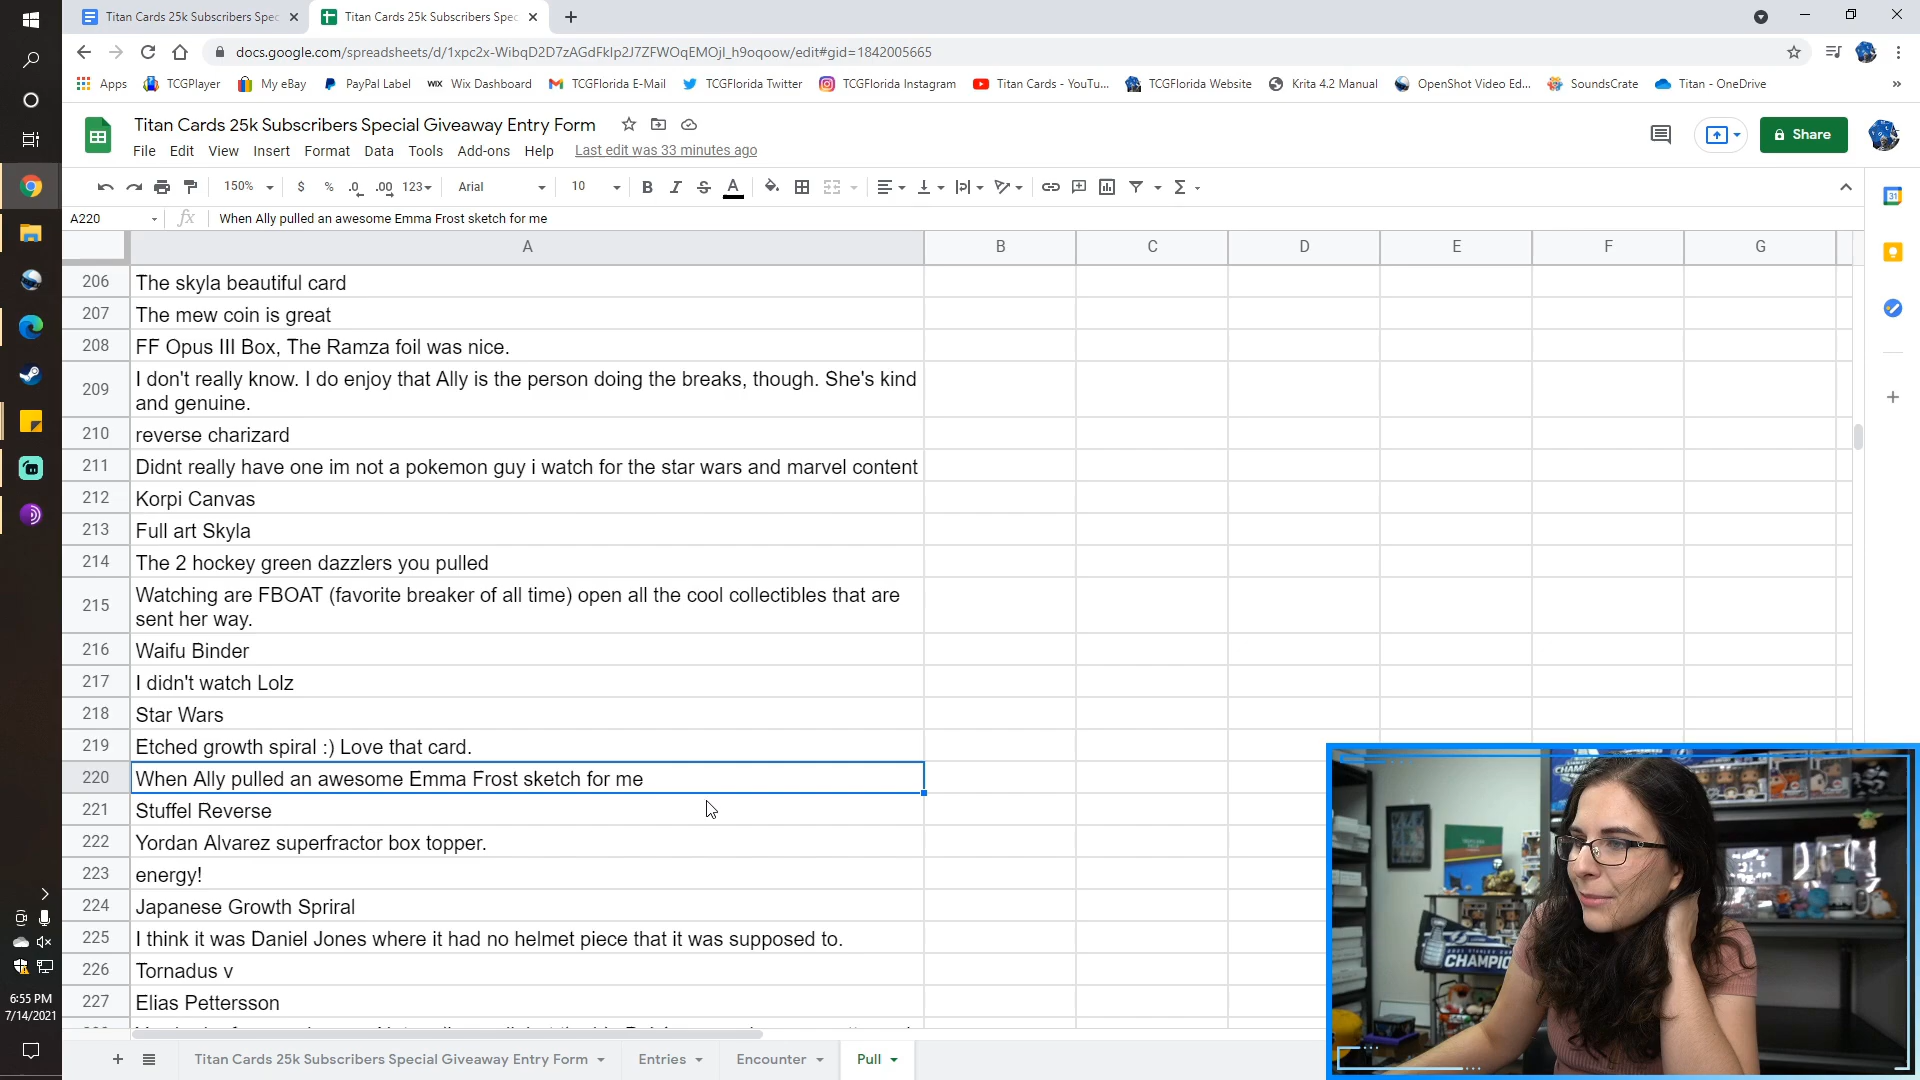 Titan Cards 25k Subscribers Spec
Titan Cards 25k Subscribers Spec
docs.google.com/spreadsheets/d/1xpc2x-WibqD2D7zAGdFkIp2J7ZFWOqEMOjI_h9oqoow/edit#gid=1842005665
Apps TCGPlayer My eBay PayPal Label WIX Wix Dashboard TCGFlorida E-Mail TCGFlorida Twitter TCGFlorida Instagram Titan Cards - YouTu... TCGFlorida Website Krita 4.2 Manual OpenShot Video Ed... SoundsCrate Titan - OneDrive »
Titan Cards 25k Subscribers Special Giveaway Entry Form
Share
File Edit View Insert Format Data Tools Add-ons Help Last edit was 33 minutes ago
150% $ % .0 .00 123 Arial 10 B I S A Σ
31
A220 fx When Ally pulled an awesome Emma Frost sketch for me
A B C D E F G
206 The skyla beautiful card
207 The mew coin is great
208 FF Opus III Box, The Ramza foil was nice.
209 I don't really know. I do enjoy that Ally is the person doing the breaks, though. She's kind
and genuine.
210 reverse charizard
211 Didnt really have one im not a pokemon guy i watch for the star wars and marvel content
212 Korpi Canvas
213 Full art Skyla
214 The 2 hockey green dazzlers you pulled
215 Watching are FBOAT (favorite breaker of all time) open all the cool collectibles that are
sent her way.
216 Waifu Binder
217 I didn't watch Lolz
218 Star Wars
219 Etched growth spiral :) Love that card.
220 When Ally pulled an awesome Emma Frost sketch for me
221 Stuffel Reverse
222 Yordan Alvarez superfractor box topper.
223 energy!
224 Japanese Growth Spriral
225 I think it was Daniel Jones where it had no helmet piece that it was supposed to.
226 Tornadus v
227 Elias Pettersson
CHAMPI
6:55 PM
7/14/2021
Titan Cards 25k Subscribers Special Giveaway Entry Form Entries Encounter Pull